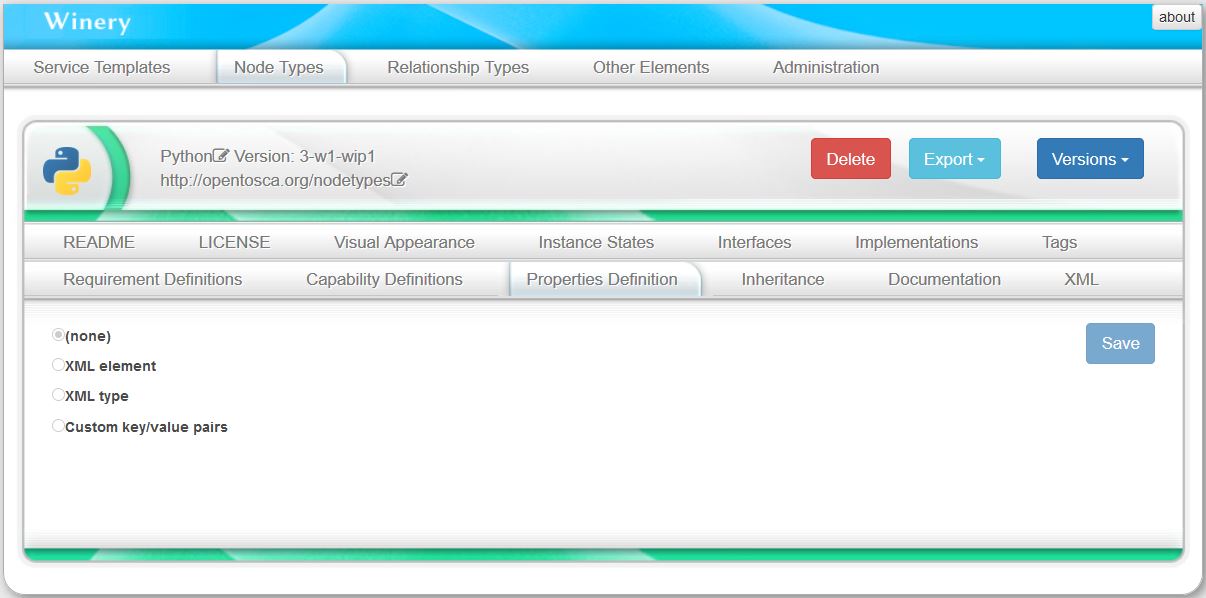 Winery
about
Service Templates Node Types Relationship Types Other Elements Administration
Python Version: 3-w1-wip1
http://opentosca.org/nodetypes
Delete Export Versions
README LICENSE Visual Appearance Instance States Interfaces Implementations Tags
Requirement Definitions Capability Definitions Properties Definition Inheritance Documentation XML
(none)
Save
XML element
XML type
Custom key/value pairs